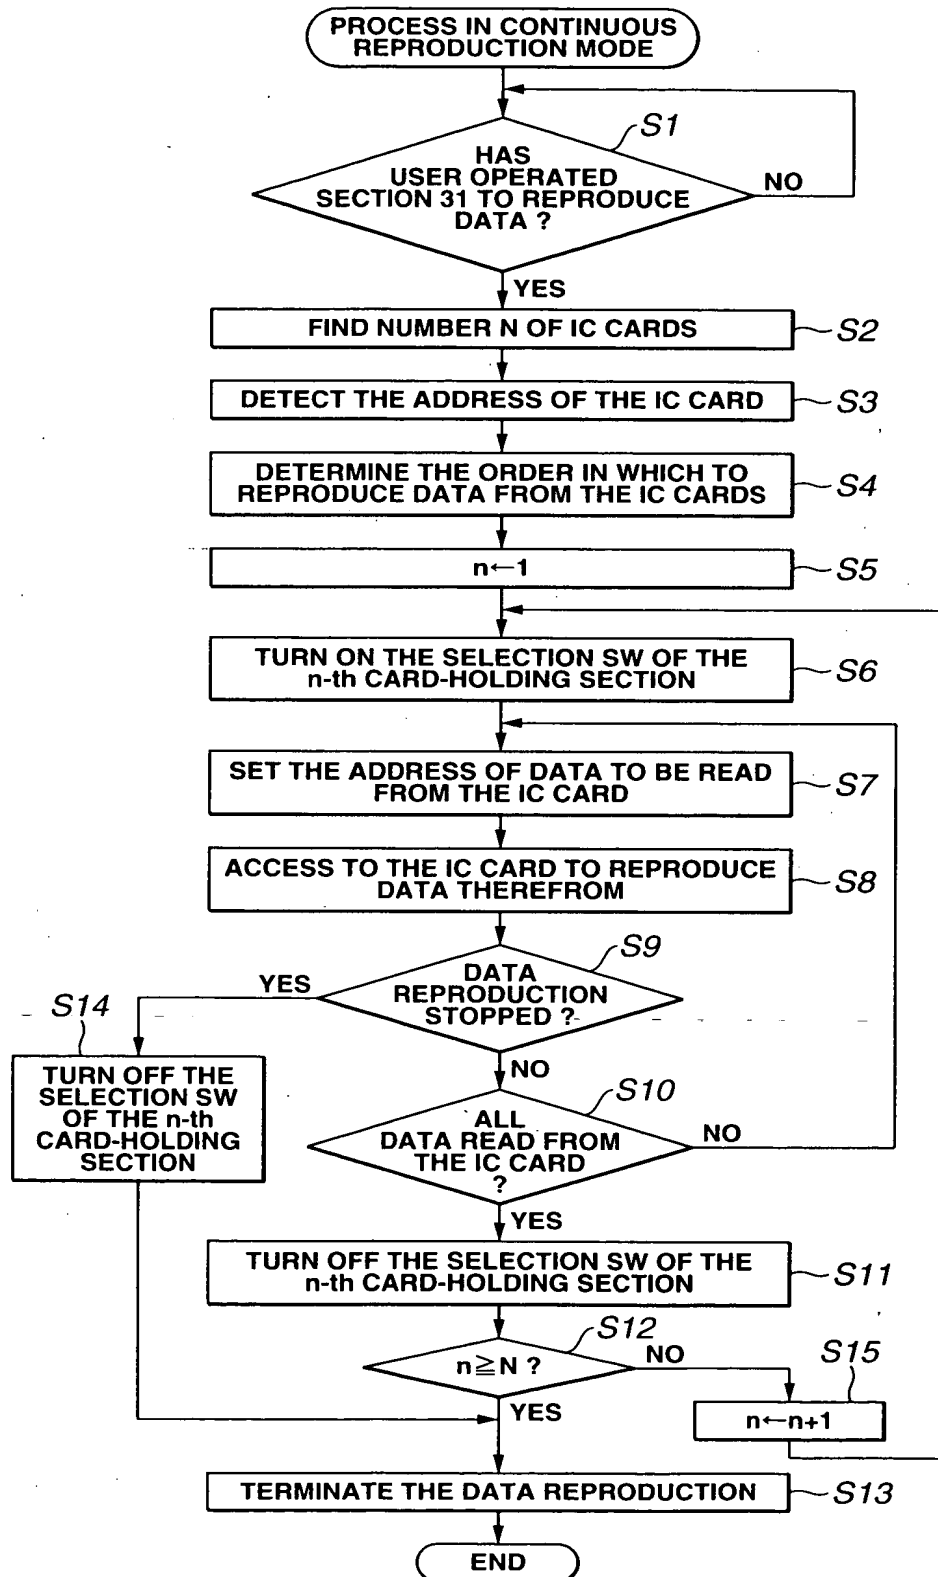 PROCESS IN CONTINUOUS
REPRODUCTION MODE
S1
HAS
USER OPERATED
SECTION 31 TO REPRODUCE
DATA ?
NO
YES
FIND NUMBER N OF IC CARDS
S2
DETECT THE ADDRESS OF THE IC CARD
S3
DETERMINE THE ORDER IN WHICH TO
REPRODUCE DATA FROM THE IC CARDS
S4
n←1
S5
TURN ON THE SELECTION SW OF THE
n-th CARD-HOLDING SECTION
S6
SET THE ADDRESS OF DATA TO BE READ
FROM THE IC CARD
S7
ACCESS TO THE IC CARD TO REPRODUCE
DATA THEREFROM
S8
S9
DATA
REPRODUCTION
STOPPED ?
YES
NO
S14
TURN OFF THE
SELECTION SW
OF THE n-th
CARD-HOLDING
SECTION
S10
ALL
DATA READ FROM
THE IC CARD
?
NO
YES
TURN OFF THE SELECTION SW OF THE
n-th CARD-HOLDING SECTION
S11
S12
n≧N ?
NO
YES
S15
n←n+1
TERMINATE THE DATA REPRODUCTION
S13
END